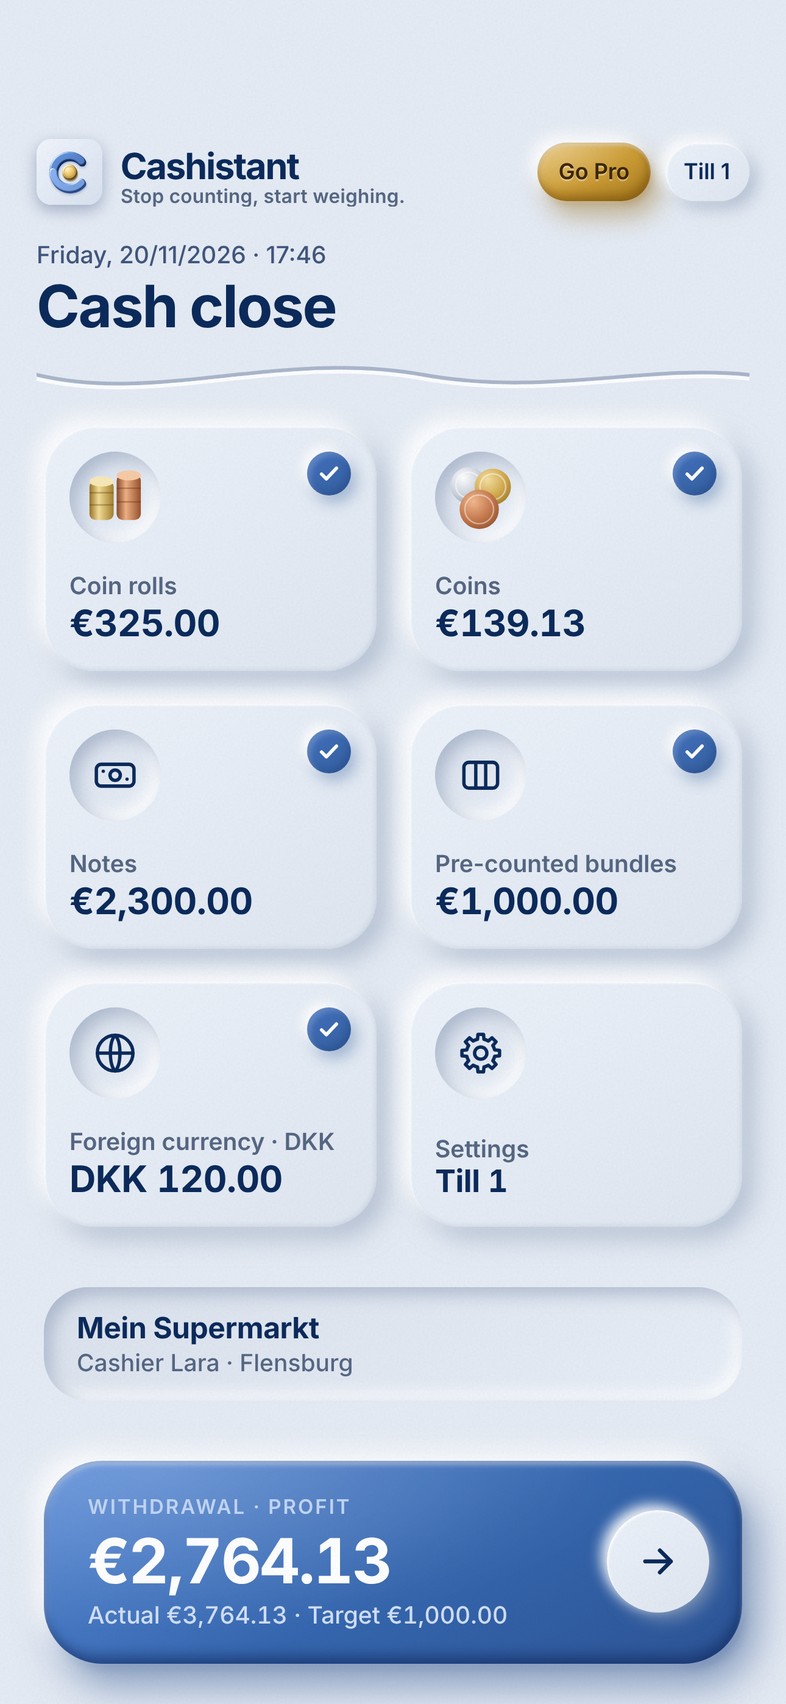 Cashistant
Stop counting, start weighing.
Go Pro
Till 1
Friday, 20/11/2026 · 17:46
Cash close
Coin rolls
€325.00
Coins
€139.13
Notes
€2,300.00
Pre-counted bundles
€1,000.00
Foreign currency · DKK
DKK 120.00
Settings
Till 1
Mein Supermarkt
Cashier Lara · Flensburg
WITHDRAWAL · PROFIT
€2,764.13
Actual €3,764.13 · Target €1,000.00